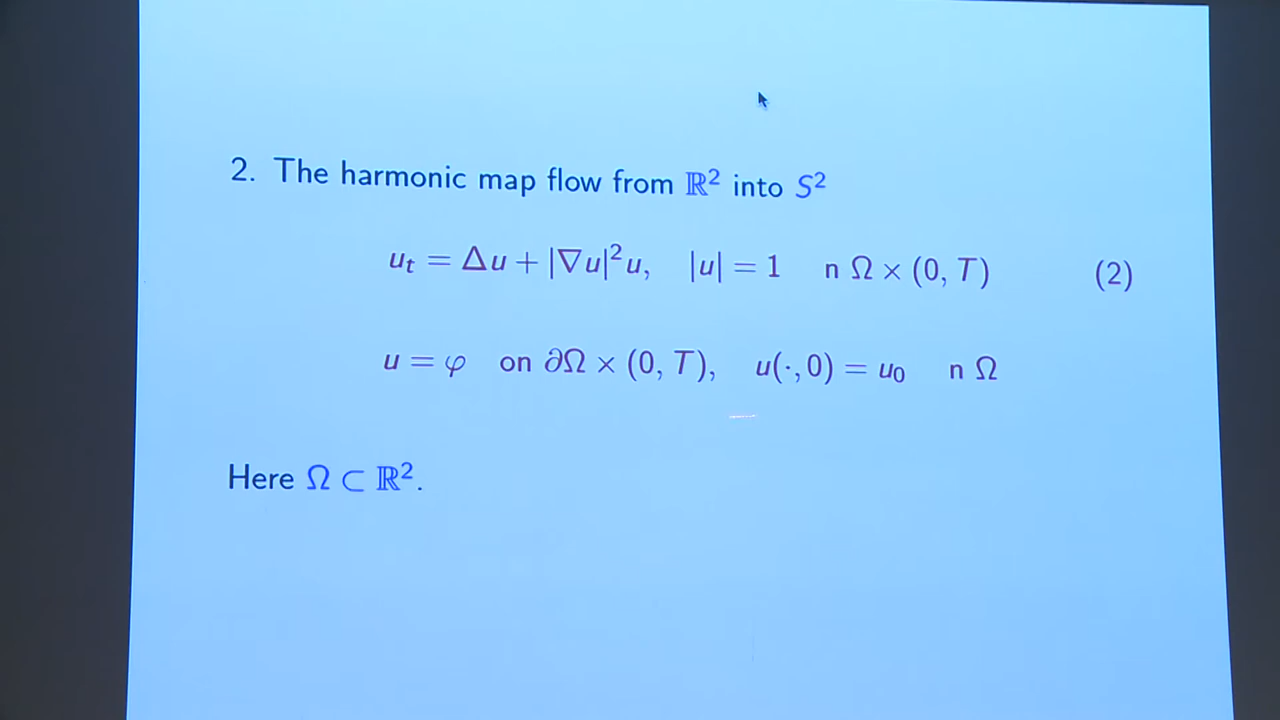 2. The harmonic map flow from ℝ² into S²
uₜ = Δu + |∇u|²u, |u| = 1 n Ω × (0, T) (2)
u = φ on ∂Ω × (0, T), u(·, 0) = u₀ n Ω
Here Ω ⊂ ℝ².